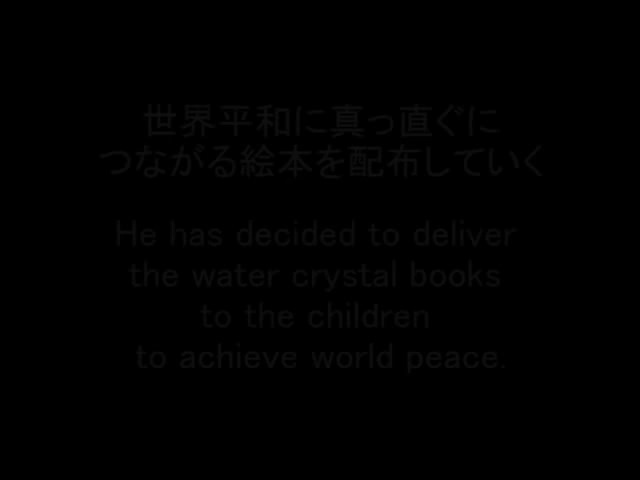 世界平和に真っ直ぐに
つながる絵本を配布していく
He has decided to deliver
the water crystal books
to the children
to achieve world peace.